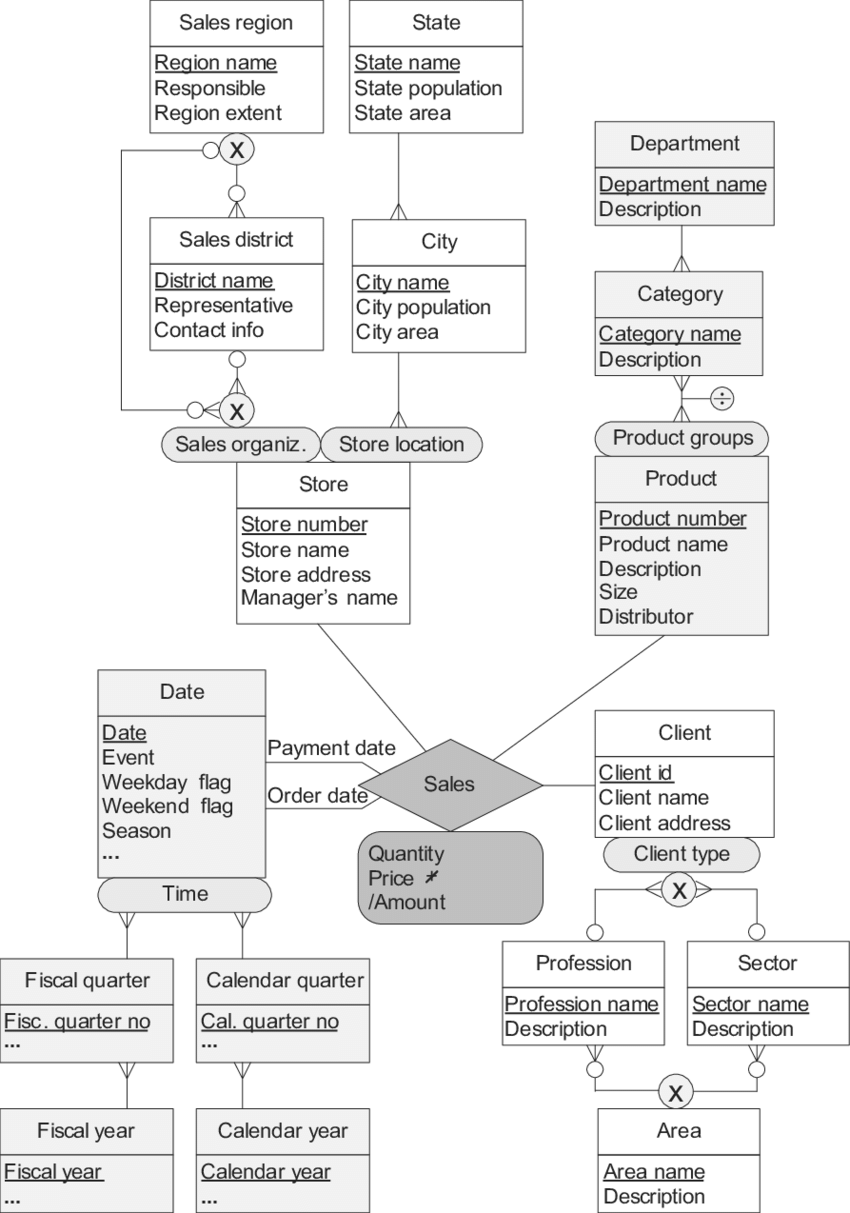 Sales region
Region name
Responsible
Region extent
State
State name
State population
State area
Department
Department name
Description
X
Sales district
District name
Representative
Contact info
City
City name
City population
City area
Category
Category name
Description
÷
X
Sales organiz.
Store location
Product groups
Store
Store number
Store name
Store address
Manager's name
Product
Product number
Product name
Description
Size
Distributor
Date
Date
Event
Weekday flag
Weekend flag
Season
...
Time
Payment date
Order date
Sales
Quantity
Price +̸
/Amount
Client
Client id
Client name
Client address
Client type
X
Fiscal quarter
Fisc. quarter no
...
Calendar quarter
Cal. quarter no
...
Profession
Profession name
Description
Sector
Sector name
Description
X
Fiscal year
Fiscal year
...
Calendar year
Calendar year
...
Area
Area name
Description